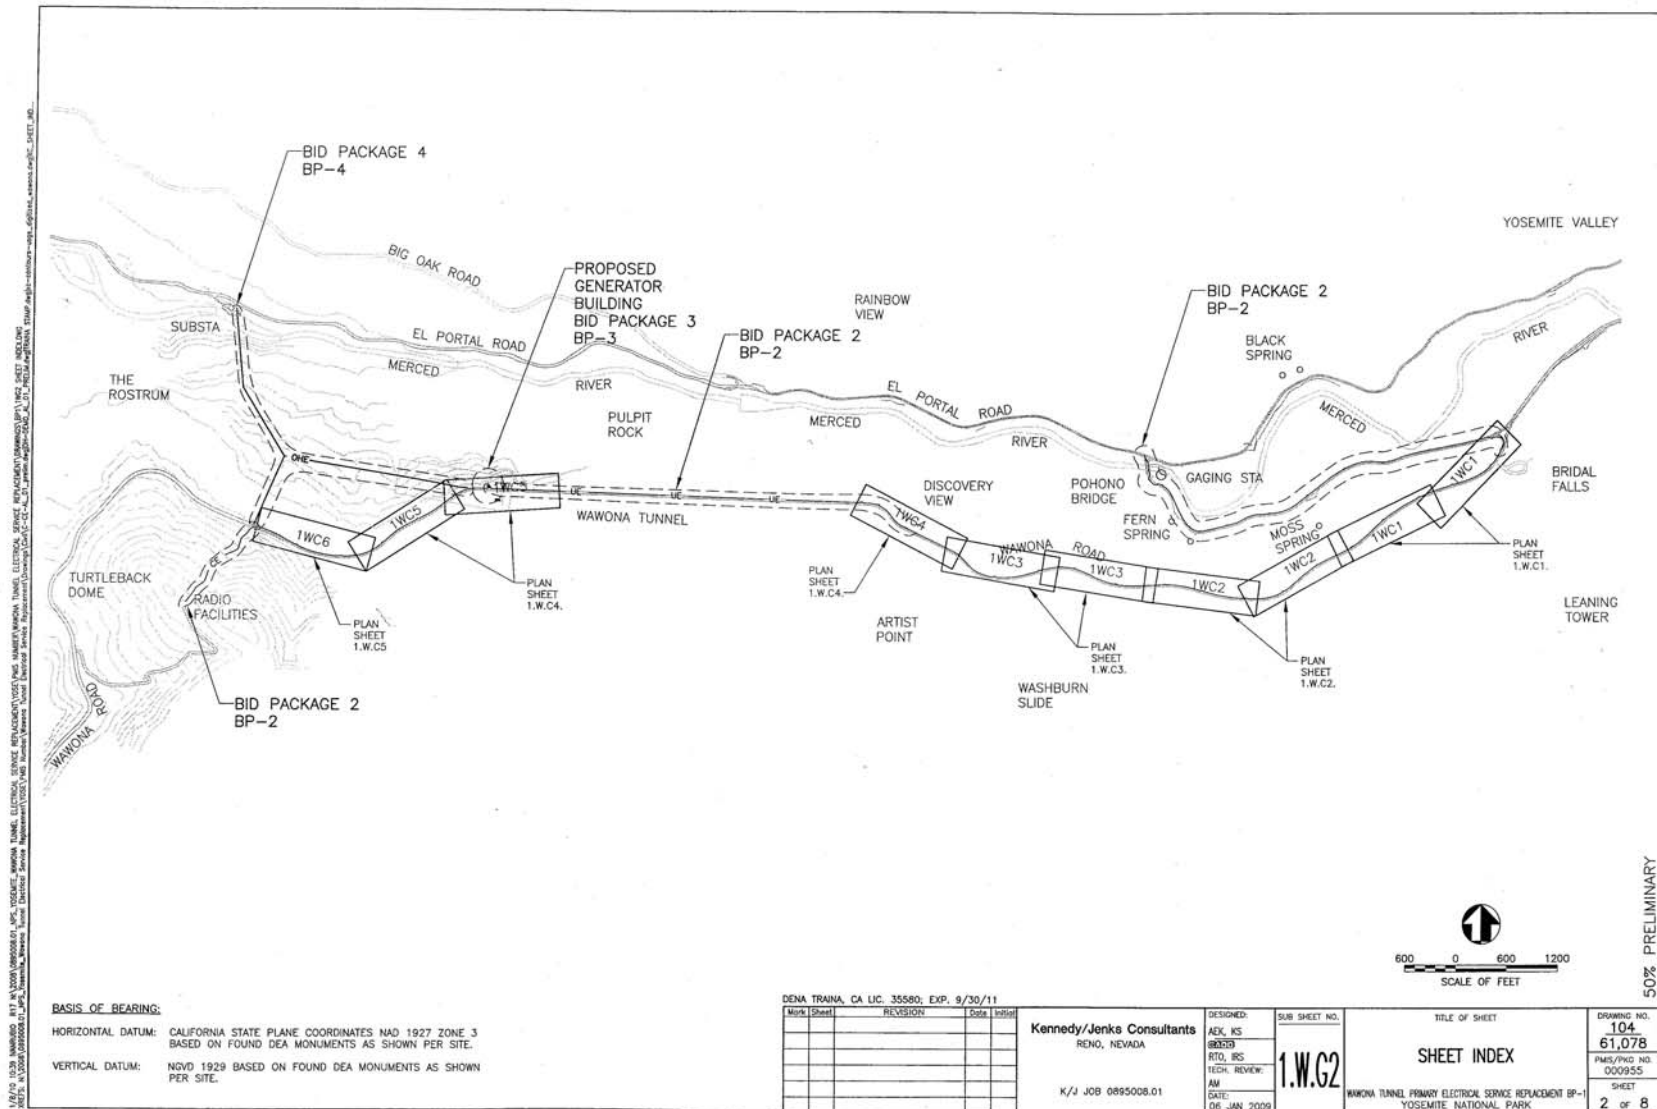 BID PACKAGE 4
BP-4
YOSEMITE VALLEY
BIG OAK ROAD
PROPOSED
GENERATOR
BUILDING
BID PACKAGE 3
BP-3
RAINBOW
VIEW
BID PACKAGE 2
BP-2
BID PACKAGE 2
BP-2
SUBSTA
EL PORTAL ROAD
MERCED
RIVER
BLACK
SPRING
RIVER
THE
ROSTRUM
PULPIT
ROCK
EL PORTAL ROAD
MERCED
RIVER
MERCED
OHE
1WC5
UE
UE
UE
WAWONA TUNNEL
DISCOVERY
VIEW
POHONO
BRIDGE
GAGING STA
FERN
SPRING
MOSS
SPRING
1WC1
BRIDAL
FALLS
1WC6
1WC4
WAWONA ROAD
1WC3
1WC3
1WC2
1WC2
1WC1
PLAN
SHEET
1.W.C1.
TURTLEBACK
DOME
RADIO
FACILITIES
PLAN
SHEET
1.W.C5
PLAN
SHEET
1.W.C4.
PLAN
SHEET
1.W.C4.
ARTIST
POINT
LEANING
TOWER
PLAN
SHEET
1.W.C3.
PLAN
SHEET
1.W.C2.
WASHBURN
SLIDE
BID PACKAGE 2
BP-2
WAWONA ROAD
600 0 600 1200
SCALE OF FEET
50% PRELIMINARY
BASIS OF BEARING:
HORIZONTAL DATUM: CALIFORNIA STATE PLANE COORDINATES NAD 1927 ZONE 3
BASED ON FOUND DEA MONUMENTS AS SHOWN PER SITE.
VERTICAL DATUM: NGVD 1929 BASED ON FOUND DEA MONUMENTS AS SHOWN
PER SITE.
DENA TRAINA, CA LIC. 35580; EXP. 9/30/11
Mark Sheet REVISION Date Initial
Kennedy/Jenks Consultants
RENO, NEVADA
K/J JOB 0895008.01
DESIGNED:
AEK, KS
CADD
RTO, IRS
TECH. REVIEW:
AM
DATE:
06 JAN 2009
SUB SHEET NO.
1.W.G2
TITLE OF SHEET
SHEET INDEX
WAWONA TUNNEL PRIMARY ELECTRICAL SERVICE REPLACEMENT BP-1
YOSEMITE NATIONAL PARK
DRAWING NO.
104
61,078
PMIS/PKG NO.
000955
SHEET
2 OF 8